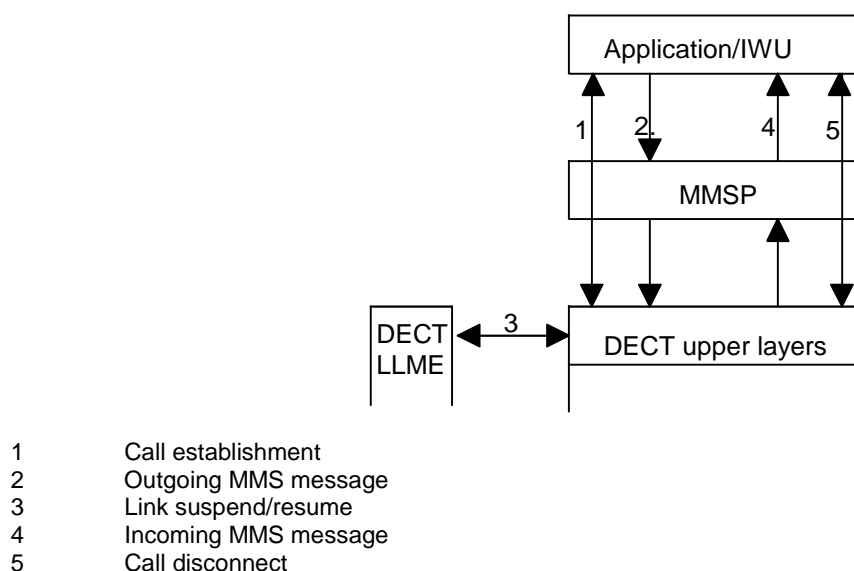 Application/IWU
1 2. 4 5
MMSP
3
DECT
LLME
DECT upper layers
1 Call establishment
2 Outgoing MMS message
3 Link suspend/resume
4 Incoming MMS message
5 Call disconnect